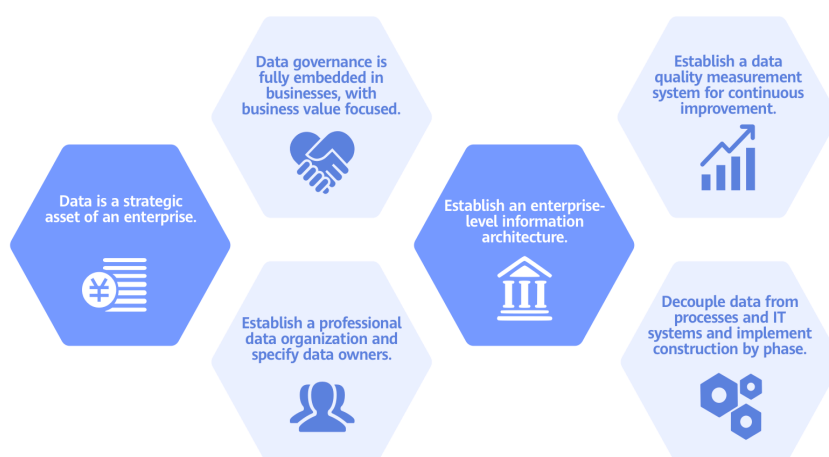 Data is a strategic
asset of an enterprise.
¥
Data governance is
fully embedded in
businesses, with
business value focused.
Establish a professional
data organization and
specify data owners.
Establish an enterprise-
level information
architecture.
Establish a data
quality measurement
system for continuous
improvement.
Decouple data from
processes and IT
systems and implement
construction by phase.